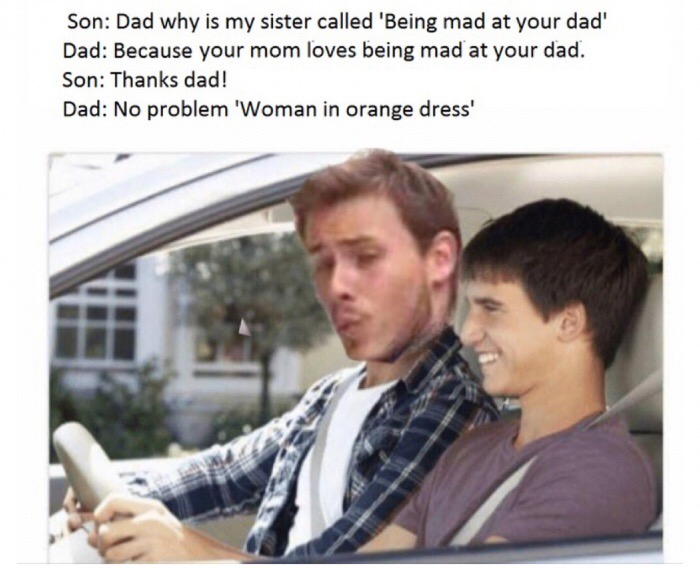 Son: Dad why is my sister called 'Being mad at your dad'
Dad: Because your mom loves being mad at your dad.
Son: Thanks dad!
Dad: No problem 'Woman in orange dress'